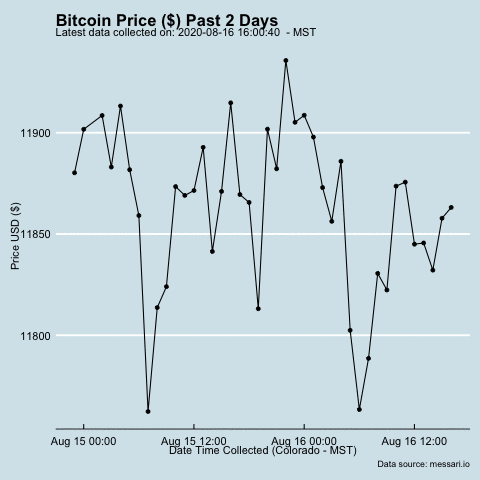 Bitcoin Price ($) Past 2 Days
Latest data collected on: 2020-08-16 16:00:40  - MST
11900
11850
11800
Price USD ($)
Aug 15 00:00 Aug 15 12:00 Aug 16 00:00 Aug 16 12:00
Date Time Collected (Colorado - MST)
Data source: messari.io